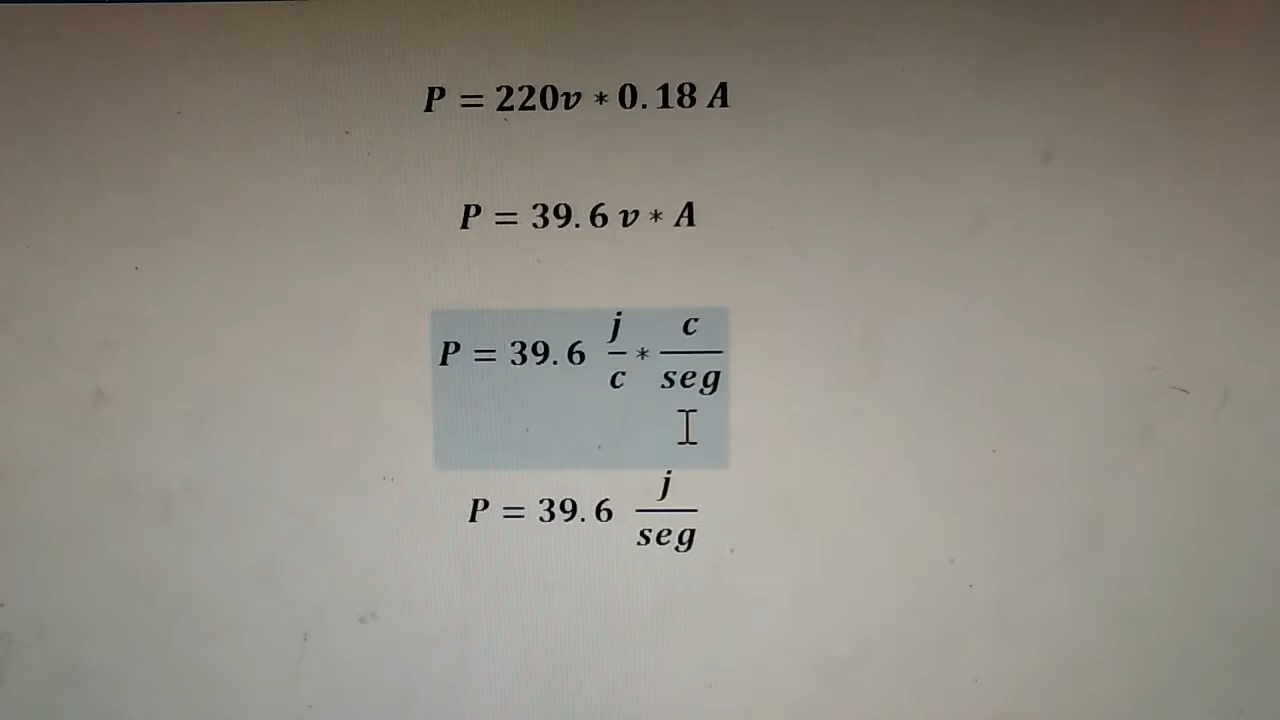 P = 220v * 0.18 A
P = 39.6 v * A
P = 39.6 j/c * c/seg
P = 39.6 j/seg